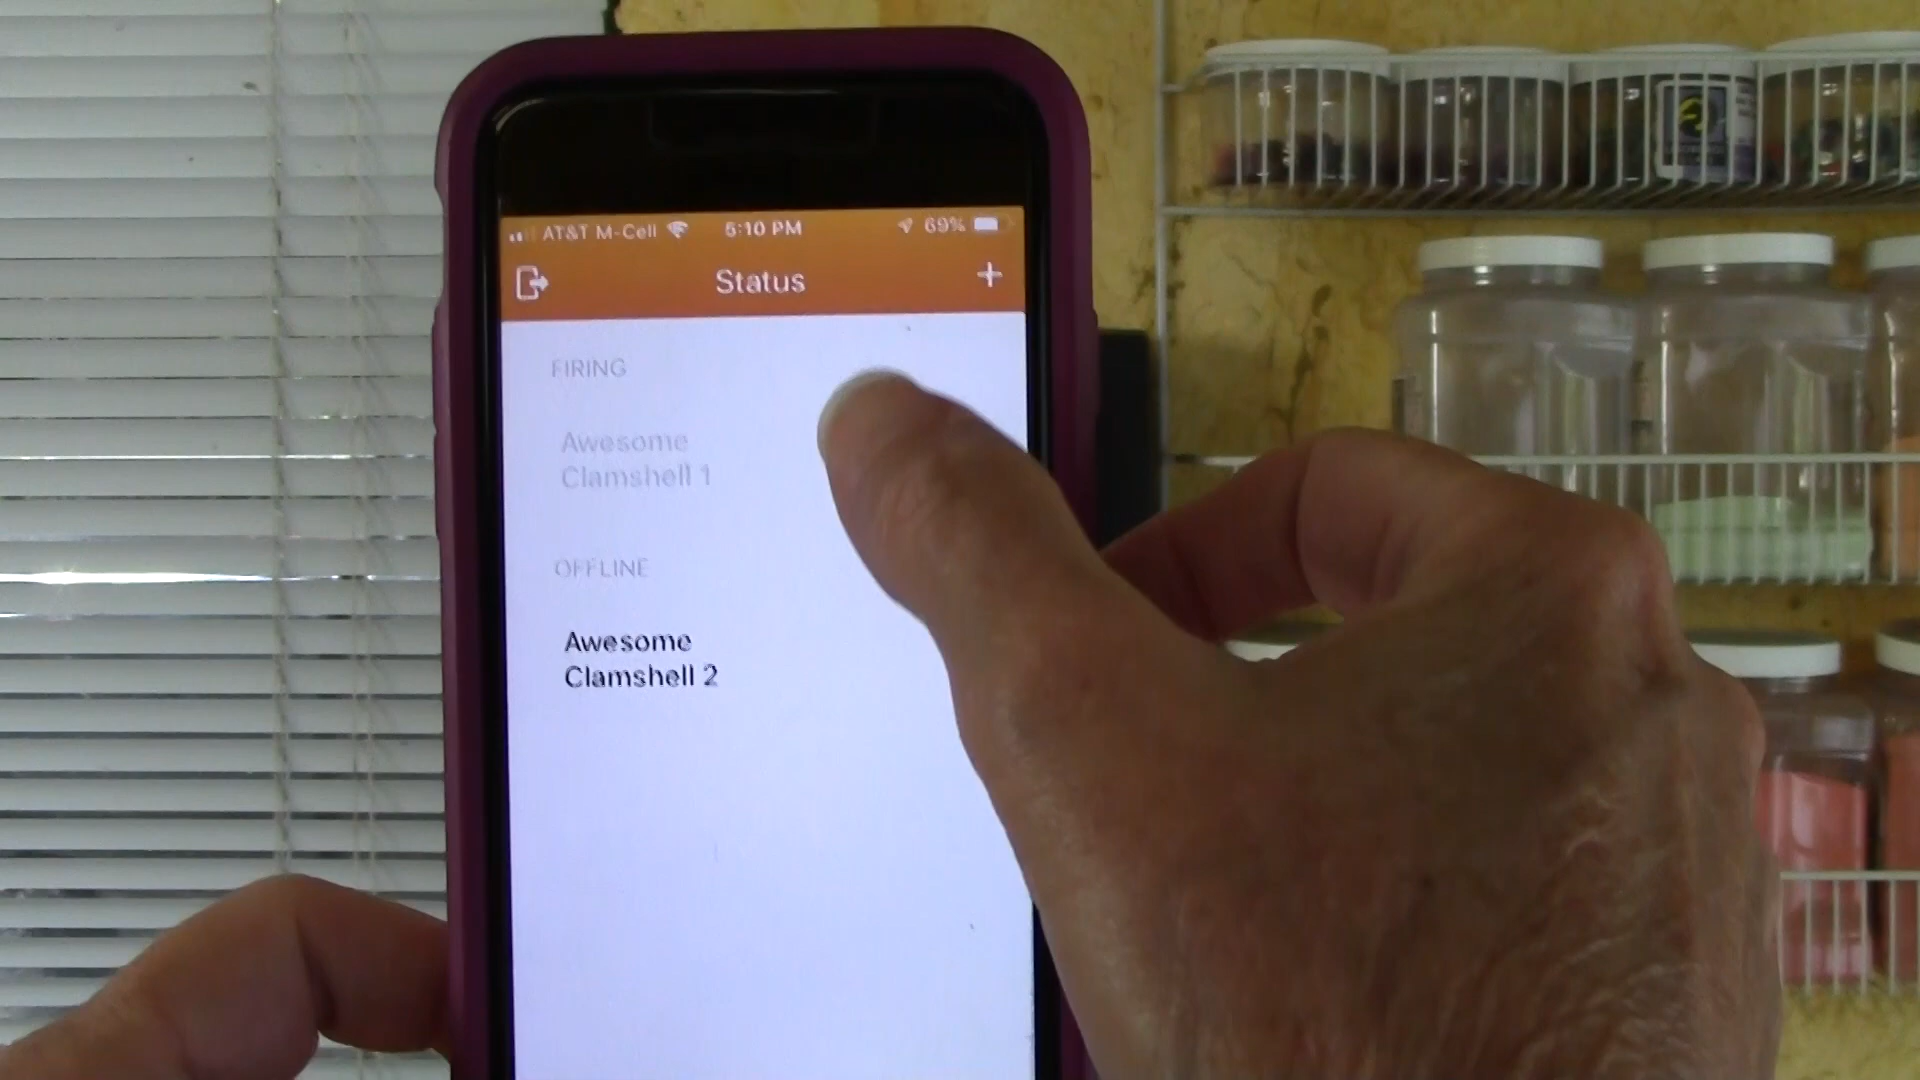 AT&T M-Cell 5:10 PM 69%
Status
+
FIRING
Awesome
Clamshell 1
OFFLINE
Awesome
Clamshell 2